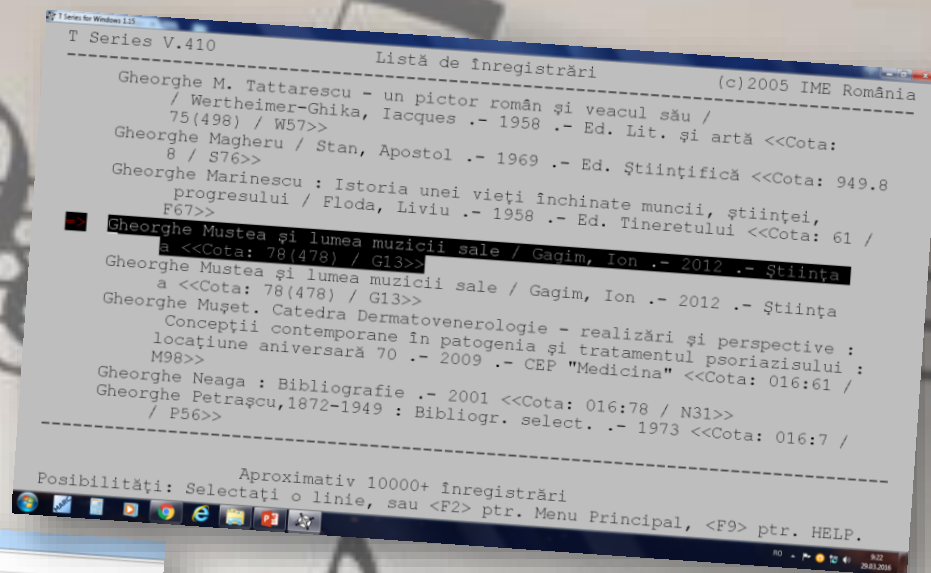 T Series for Windows 1.15
T Series V.410
Listă de înregistrări
(c)2005 IME România
Gheorghe M. Tattarescu - un pictor român şi veacul său /
/ Wertheimer-Ghika, Iacques .- 1958 .- Ed. Lit. şi artă <<Cota:
75(498) / W57>>
Gheorghe Magheru / Stan, Apostol .- 1969 .- Ed. Ştiinţifică <<Cota: 949.8
8 / S76>>
Gheorghe Marinescu : Istoria unei vieţi închinate muncii, ştiinţei,
progresului / Floda, Liviu .- 1958 .- Ed. Tineretului <<Cota: 61 /
F67>>
=> Gheorghe Mustea şi lumea muzicii sale / Gagim, Ion .- 2012 .- Ştiinţa
a <<Cota: 78(478) / G13>>
Gheorghe Mustea şi lumea muzicii sale / Gagim, Ion .- 2012 .- Ştiinţa
a <<Cota: 78(478) / G13>>
Gheorghe Muşet. Catedra Dermatovenerologie - realizări şi perspective :
Concepţii contemporane în patogenia şi tratamentul psoriazisului :
locaţiune aniversară 70 .- 2009 .- CEP "Medicina" <<Cota: 016:61 /
M98>>
Gheorghe Neaga : Bibliografie .- 2001 <<Cota: 016:78 / N31>>
Gheorghe Petraşcu,1872-1949 : Bibliogr. select. .- 1973 <<Cota: 016:7 /
/ P56>>
Aproximativ 10000+ înregistrări
Posibilităţi: Selectaţi o linie, sau <F2> ptr. Menu Principal, <F9> ptr. HELP.
RO
9:22
29.03.2016